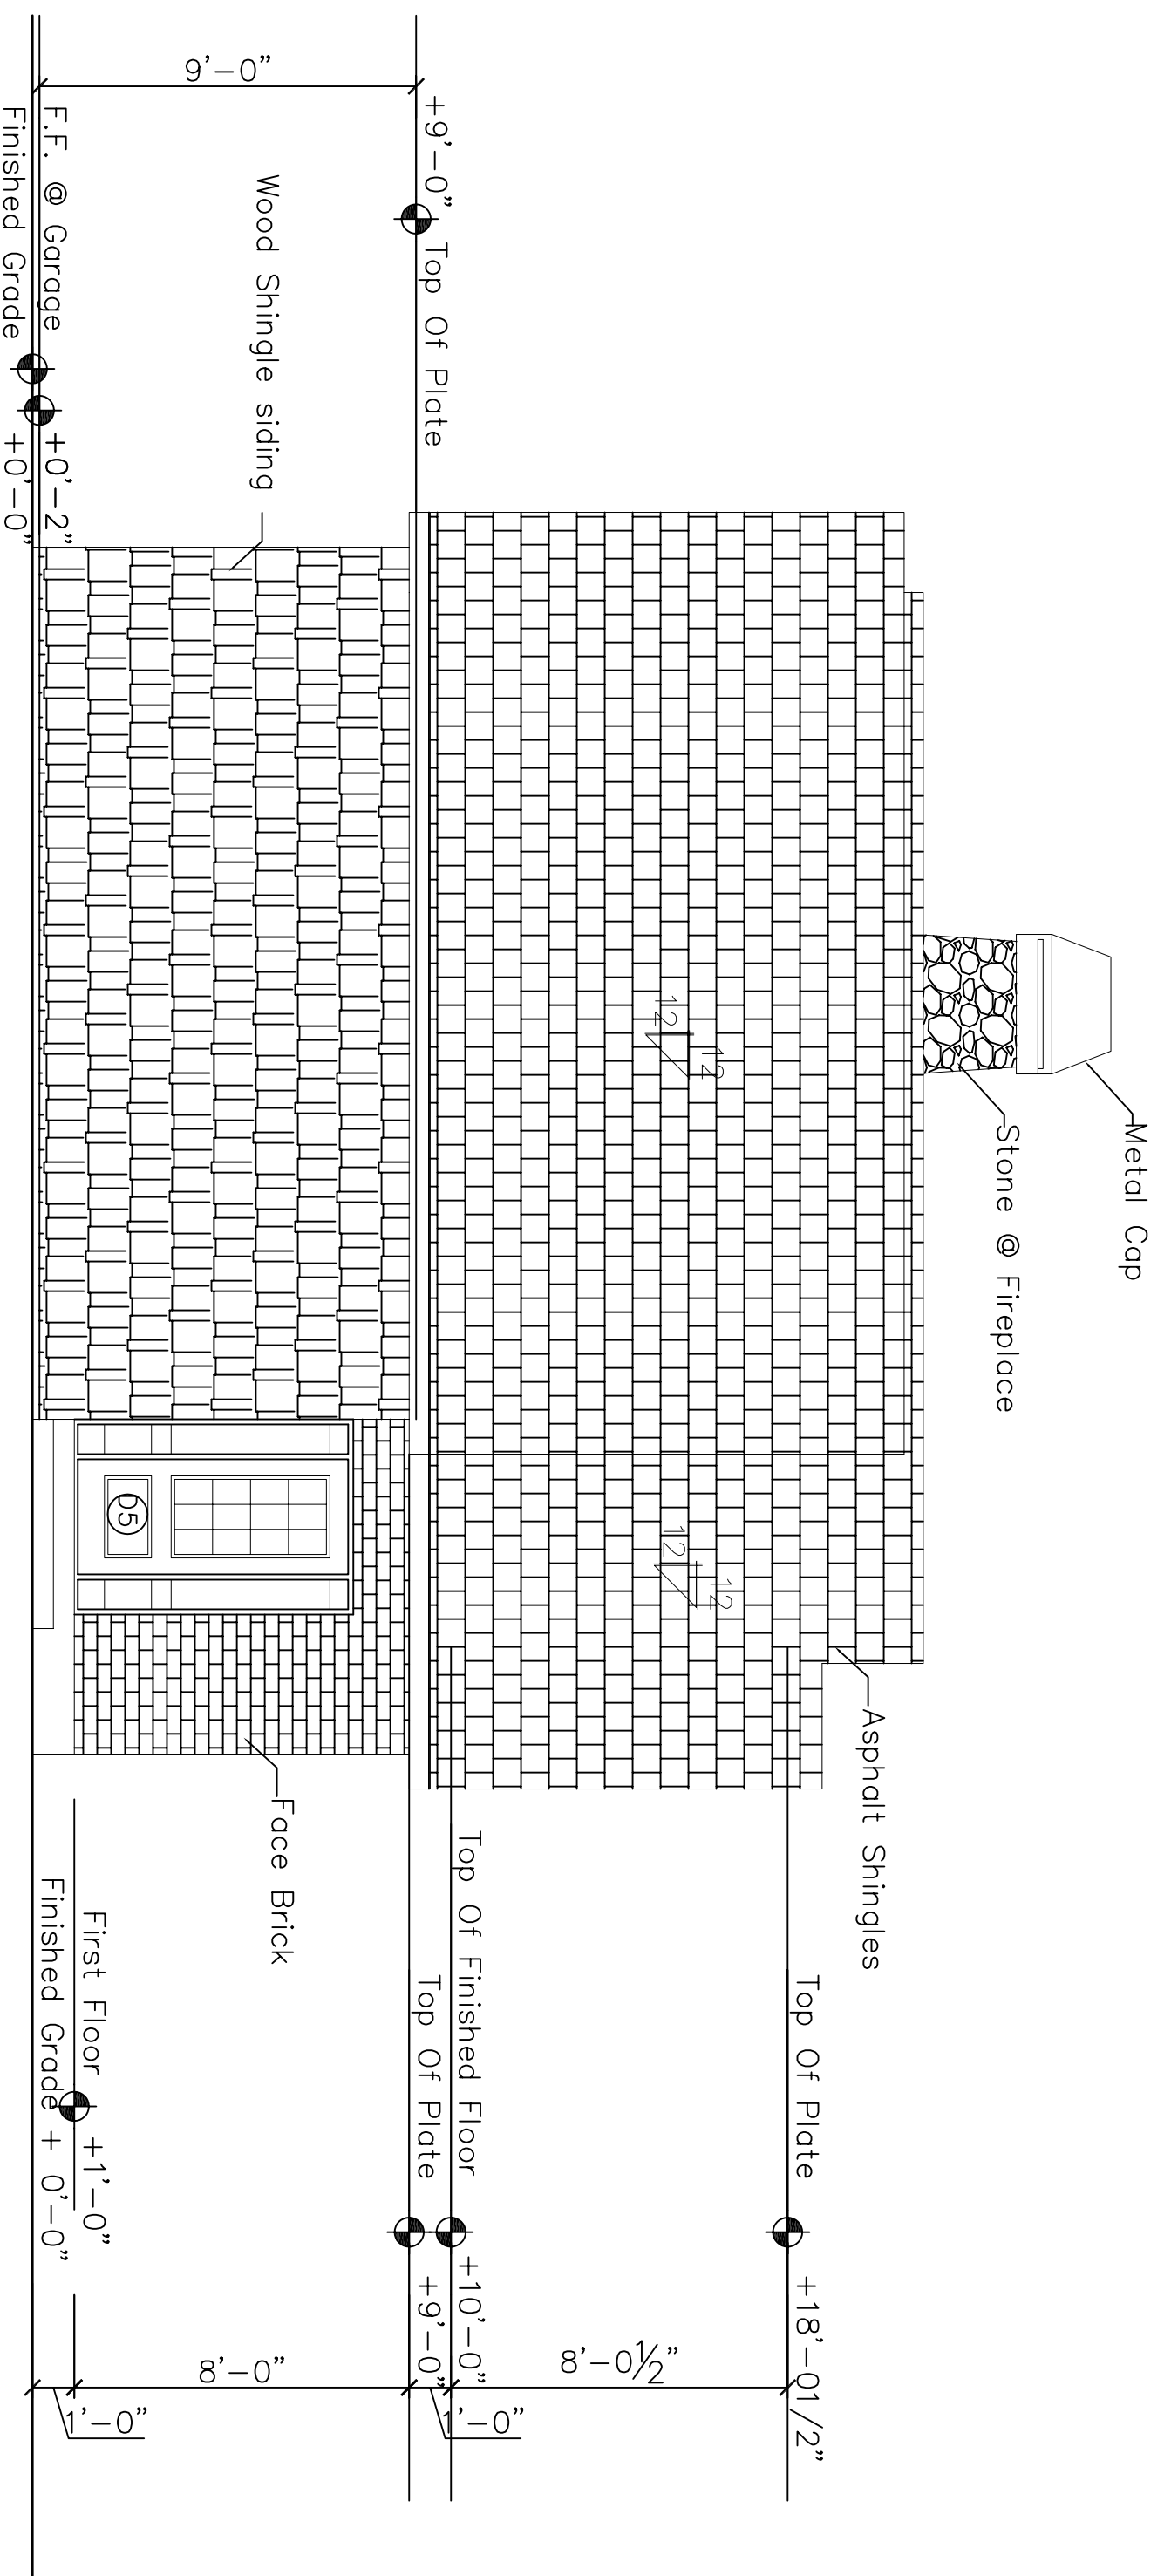 Metal Cap
Stone @ Fireplace
Asphalt Shingles
Top Of Plate
+18'-01/2"
8'-0½"
12
12
12
12
Top Of Finished Floor
+10'-0"
1'-0"
+9'-0" Top Of Plate
Top Of Plate
+9'-0"
9'-0"
Wood Shingle siding
D5
Face Brick
8'-0"
F.F. @ Garage
+0'-2"
Finished Grade
+0'-0"
First Floor
+1'-0"
Finished Grade + 0'-0"
1'-0"